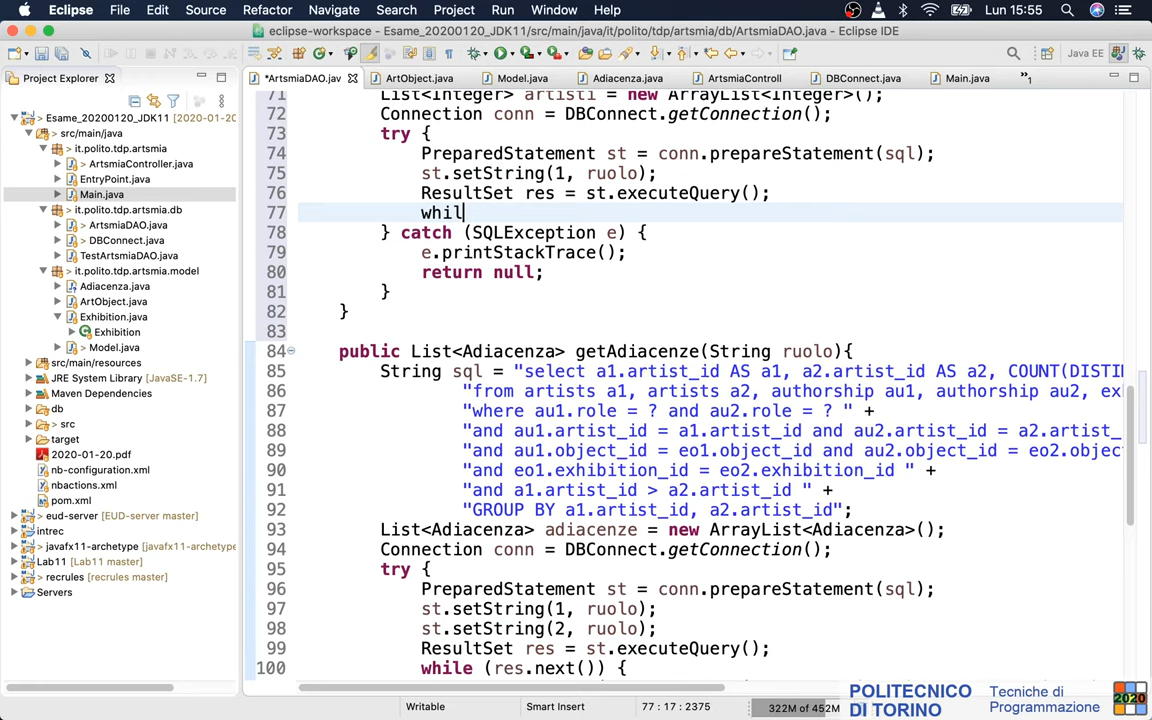 Eclipse File Edit Source Refactor Navigate Search Project Run Window Help Lun 15:55
eclipse-workspace - Esame_20200120_JDK11/src/main/java/it/polito/tdp/artsmia/db/ArtsmiaDAO.java - Eclipse IDE
Java EE
Project Explorer
*ArtsmiaDAO.jav ArtObject.java Model.java Adiacenza.java ArtsmiaControll DBConnect.java Main.java »1
Esame_20200120_JDK11 [2020-01-20
src/main/java
it.polito.tdp.artsmia
ArtsmiaController.java
EntryPoint.java
Main.java
it.polito.tdp.artsmia.db
ArtsmiaDAO.java
DBConnect.java
TestArtsmiaDAO.java
it.polito.tdp.artsmia.model
Adiacenza.java
ArtObject.java
Exhibition.java
Exhibition
Model.java
src/main/resources
JRE System Library [JavaSE-1.7]
Maven Dependencies
db
> src
target
2020-01-20.pdf
nb-configuration.xml
nbactions.xml
pom.xml
> eud-server [EUD-server master]
intrec
> javafx11-archetype [javafx11-archetype
Lab11 [Lab11 master]
> recrules [recrules master]
Servers
71 List<Integer> artisti = new ArrayList<Integer>();
72 Connection conn = DBConnect.getConnection();
73 try {
74 PreparedStatement st = conn.prepareStatement(sql);
75 st.setString(1, ruolo);
76 ResultSet res = st.executeQuery();
77 whil
78 } catch (SQLException e) {
79 e.printStackTrace();
80 return null;
81 }
82 }
83
84 public List<Adiacenza> getAdiacenze(String ruolo){
85 String sql = "select a1.artist_id AS a1, a2.artist_id AS a2, COUNT(DISTI
86 "from artists a1, artists a2, authorship au1, authorship au2, ex
87 "where au1.role = ? and au2.role = ? " +
88 "and au1.artist_id = a1.artist_id and au2.artist_id = a2.artist_
89 "and au1.object_id = eo1.object_id and au2.object_id = eo2.objec
90 "and eo1.exhibition_id = eo2.exhibition_id " +
91 "and a1.artist_id > a2.artist_id " +
92 "GROUP BY a1.artist_id, a2.artist_id";
93 List<Adiacenza> adiacenze = new ArrayList<Adiacenza>();
94 Connection conn = DBConnect.getConnection();
95 try {
96 PreparedStatement st = conn.prepareStatement(sql);
97 st.setString(1, ruolo);
98 st.setString(2, ruolo);
99 ResultSet res = st.executeQuery();
100 while (res.next()) {
Writable Smart Insert 77 : 17 : 2375 322M of 452M
POLITECNICO
DI TORINO
Tecniche di
Programmazione
2020